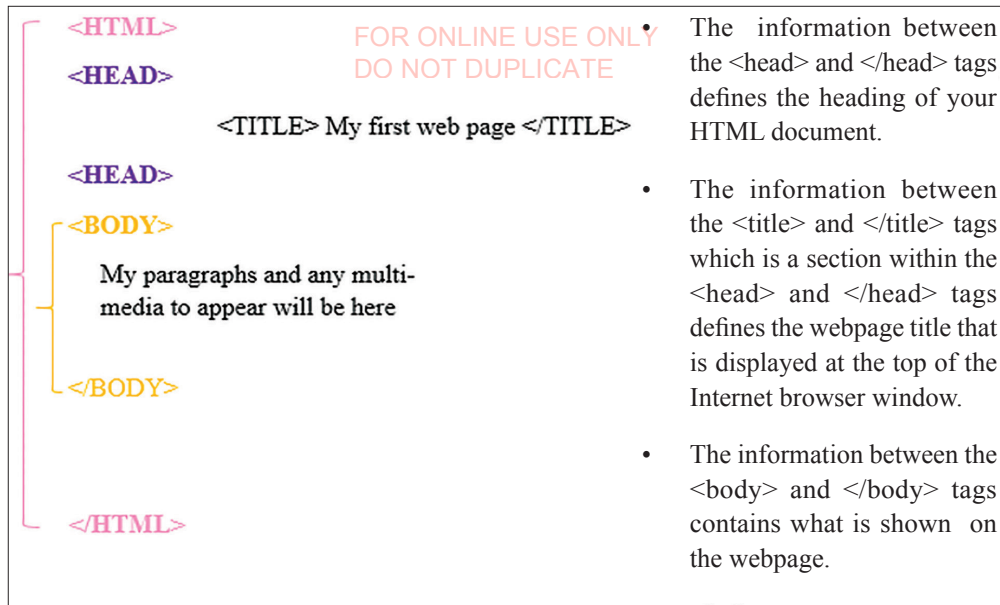 <HTML>
<HEAD>
<TITLE> My first web page </TITLE>
<HEAD>
<BODY>
My paragraphs and any multi-
media to appear will be here
</BODY>
</HTML>
FOR ONLINE USE ONLY
DO NOT DUPLICATE
• The information between
the <head> and </head> tags
defines the heading of your
HTML document.
• The information between
the <title> and </title> tags
which is a section within the
<head> and </head> tags
defines the webpage title that
is displayed at the top of the
Internet browser window.
• The information between the
<body> and </body> tags
contains what is shown on
the webpage.